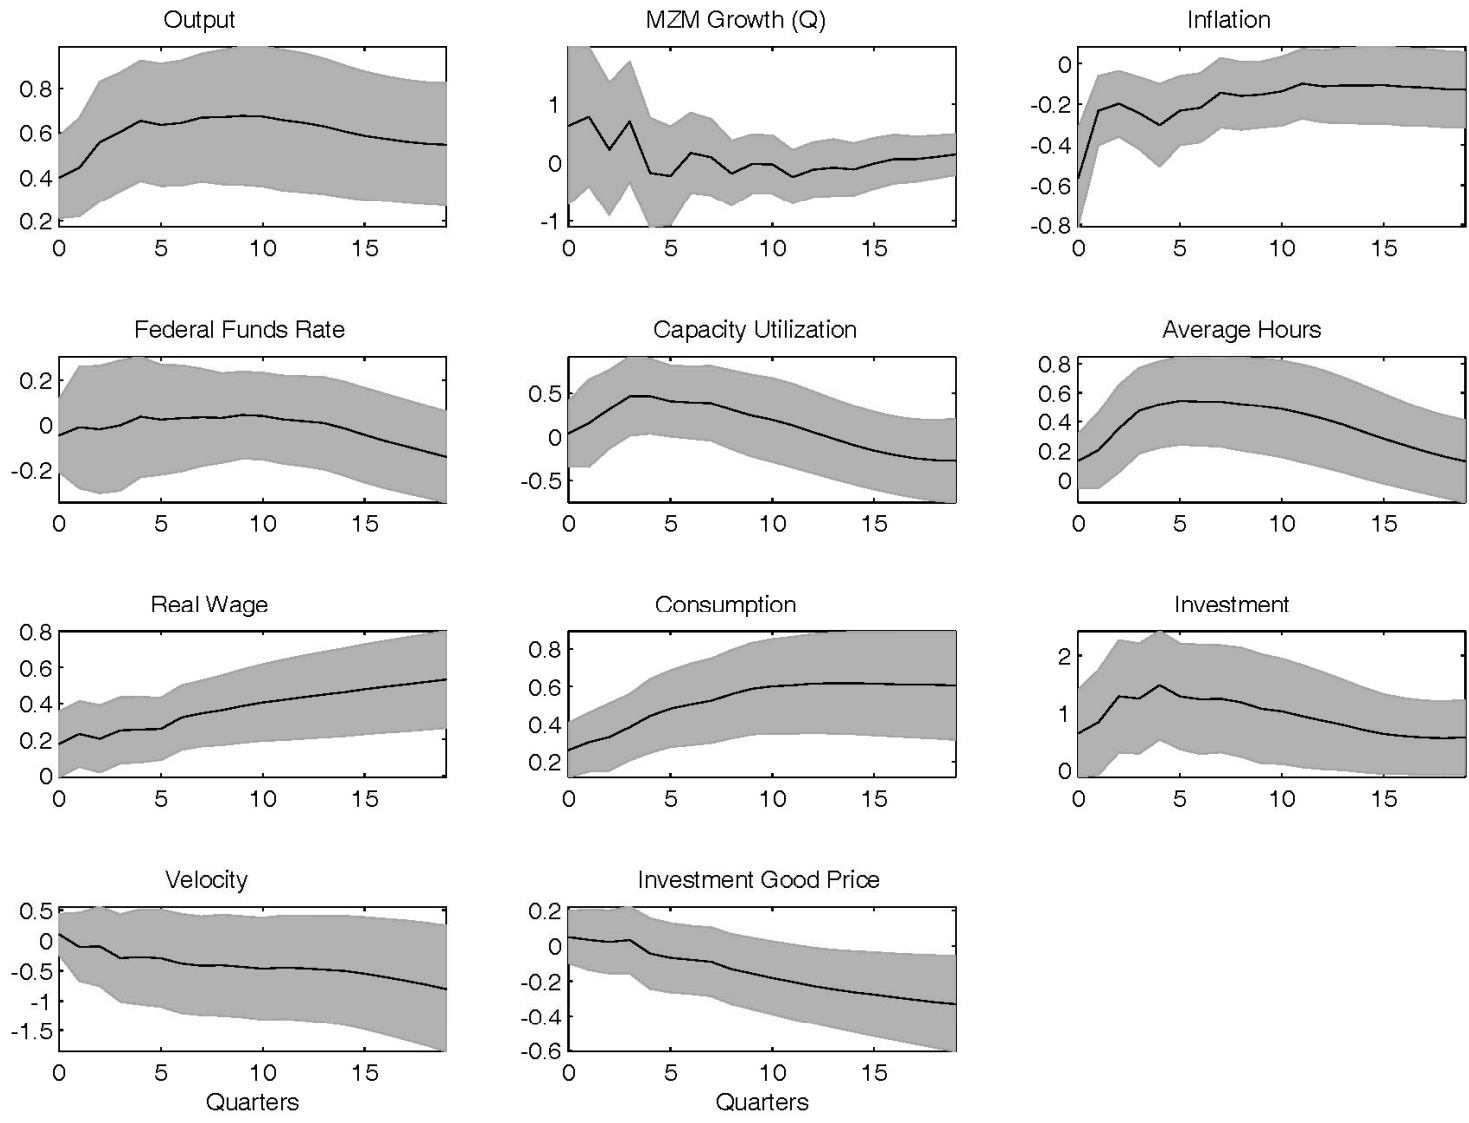 Output
MZM Growth (Q)
Inflation
0.8
0.6
0.4
0.2
0 5 10 15
1
0
-1
0 5 10 15
0
-0.2
-0.4
-0.6
-0.8
0 5 10 15
Federal Funds Rate
Capacity Utilization
Average Hours
0.2
0
-0.2
0 5 10 15
0.5
0
-0.5
0 5 10 15
0.8
0.6
0.4
0.2
0
0 5 10 15
Real Wage
Consumption
Investment
0.8
0.6
0.4
0.2
0
0 5 10 15
0.8
0.6
0.4
0.2
0 5 10 15
2
1
0
0 5 10 15
Velocity
Investment Good Price
0.5
0
-0.5
-1
-1.5
0 5 10 15
Quarters
0.2
0
-0.2
-0.4
-0.6
0 5 10 15
Quarters